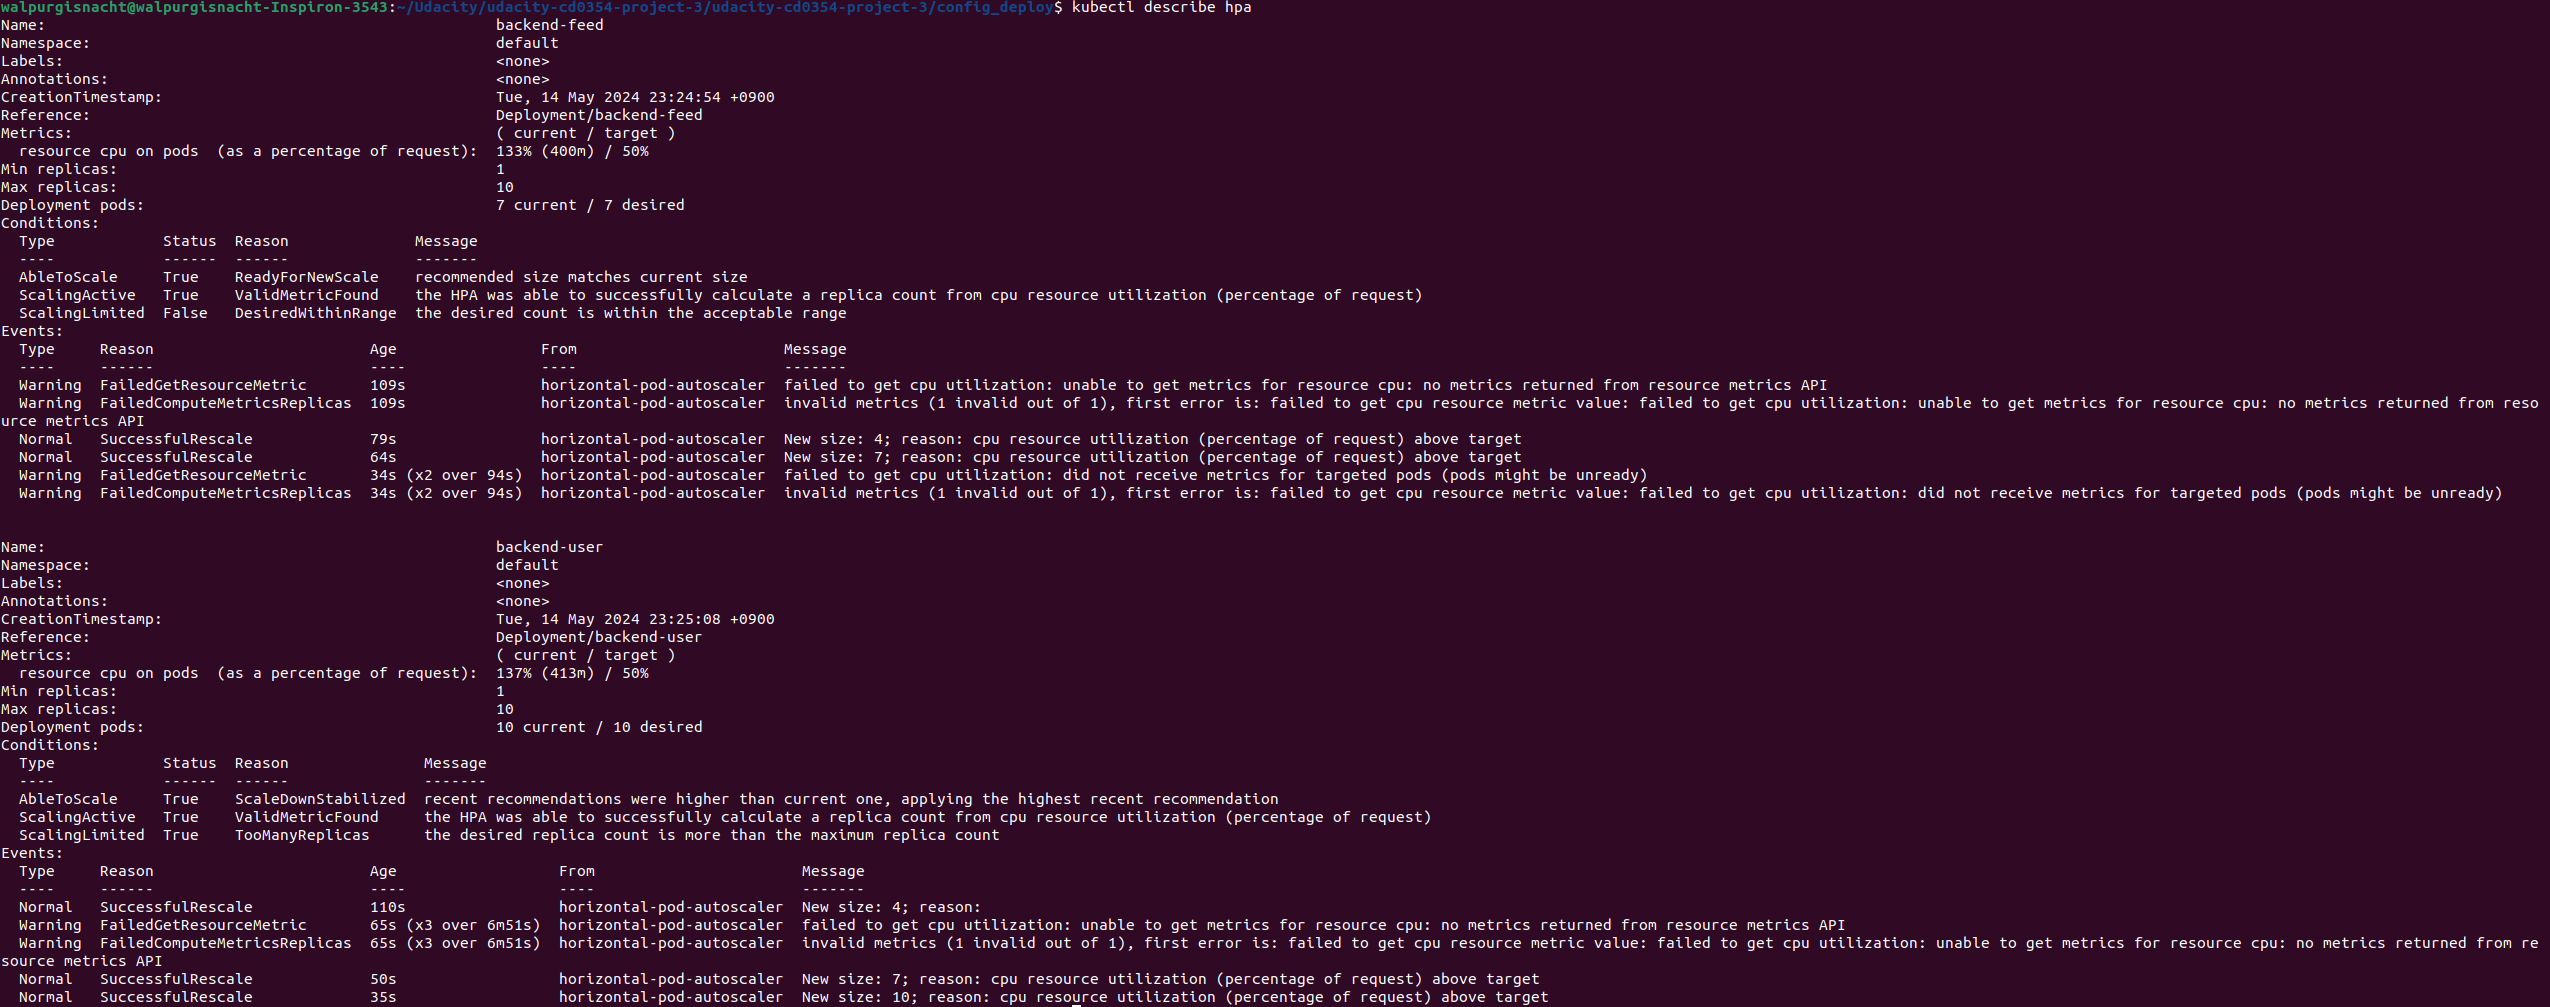 walpurgisnacht@walpurgisnacht-Inspiron-3543:~/Udacity/udacity-cd0354-project-3/udacity-cd0354-project-3/config_deploy$ kubectl describe hpa
Name:                                                  backend-feed
Namespace:                                             default
Labels:                                                <none>
Annotations:                                           <none>
CreationTimestamp:                                     Tue, 14 May 2024 23:24:54 +0900
Reference:                                             Deployment/backend-feed
Metrics:                                               ( current / target )
  resource cpu on pods  (as a percentage of request):  133% (400m) / 50%
Min replicas:                                          1
Max replicas:                                          10
Deployment pods:                                       7 current / 7 desired
Conditions:
  Type            Status  Reason              Message
  ----            ------  ------              -------
  AbleToScale     True    ReadyForNewScale    recommended size matches current size
  ScalingActive   True    ValidMetricFound    the HPA was able to successfully calculate a replica count from cpu resource utilization (percentage of request)
  ScalingLimited  False   DesiredWithinRange  the desired count is within the acceptable range
Events:
  Type     Reason                        Age                From                       Message
  ----     ------                        ----               ----                       -------
  Warning  FailedGetResourceMetric       109s               horizontal-pod-autoscaler  failed to get cpu utilization: unable to get metrics for resource cpu: no metrics returned from resource metrics API
  Warning  FailedComputeMetricsReplicas  109s               horizontal-pod-autoscaler  invalid metrics (1 invalid out of 1), first error is: failed to get cpu resource metric value: failed to get cpu utilization: unable to get metrics for resource cpu: no metrics returned from reso
urce metrics API
  Normal   SuccessfulRescale             79s                horizontal-pod-autoscaler  New size: 4; reason: cpu resource utilization (percentage of request) above target
  Normal   SuccessfulRescale             64s                horizontal-pod-autoscaler  New size: 7; reason: cpu resource utilization (percentage of request) above target
  Warning  FailedGetResourceMetric       34s (x2 over 94s)  horizontal-pod-autoscaler  failed to get cpu utilization: did not receive metrics for targeted pods (pods might be unready)
  Warning  FailedComputeMetricsReplicas  34s (x2 over 94s)  horizontal-pod-autoscaler  invalid metrics (1 invalid out of 1), first error is: failed to get cpu resource metric value: failed to get cpu utilization: did not receive metrics for targeted pods (pods might be unready)
Name:                                                  backend-user
Namespace:                                             default
Labels:                                                <none>
Annotations:                                           <none>
CreationTimestamp:                                     Tue, 14 May 2024 23:25:08 +0900
Reference:                                             Deployment/backend-user
Metrics:                                               ( current / target )
  resource cpu on pods  (as a percentage of request):  137% (413m) / 50%
Min replicas:                                          1
Max replicas:                                          10
Deployment pods:                                       10 current / 10 desired
Conditions:
  Type            Status  Reason               Message
  ----            ------  ------               -------
  AbleToScale     True    ScaleDownStabilized  recent recommendations were higher than current one, applying the highest recent recommendation
  ScalingActive   True    ValidMetricFound     the HPA was able to successfully calculate a replica count from cpu resource utilization (percentage of request)
  ScalingLimited  True    TooManyReplicas      the desired replica count is more than the maximum replica count
Events:
  Type     Reason                        Age                  From                       Message
  ----     ------                        ----                 ----                       -------
  Normal   SuccessfulRescale             110s                 horizontal-pod-autoscaler  New size: 4; reason:
  Warning  FailedGetResourceMetric       65s (x3 over 6m51s)  horizontal-pod-autoscaler  failed to get cpu utilization: unable to get metrics for resource cpu: no metrics returned from resource metrics API
  Warning  FailedComputeMetricsReplicas  65s (x3 over 6m51s)  horizontal-pod-autoscaler  invalid metrics (1 invalid out of 1), first error is: failed to get cpu resource metric value: failed to get cpu utilization: unable to get metrics for resource cpu: no metrics returned from re
source metrics API
  Normal   SuccessfulRescale             50s                  horizontal-pod-autoscaler  New size: 7; reason: cpu resource utilization (percentage of request) above target
  Normal   SuccessfulRescale             35s                  horizontal-pod-autoscaler  New size: 10; reason: cpu resource utilization (percentage of request) above target